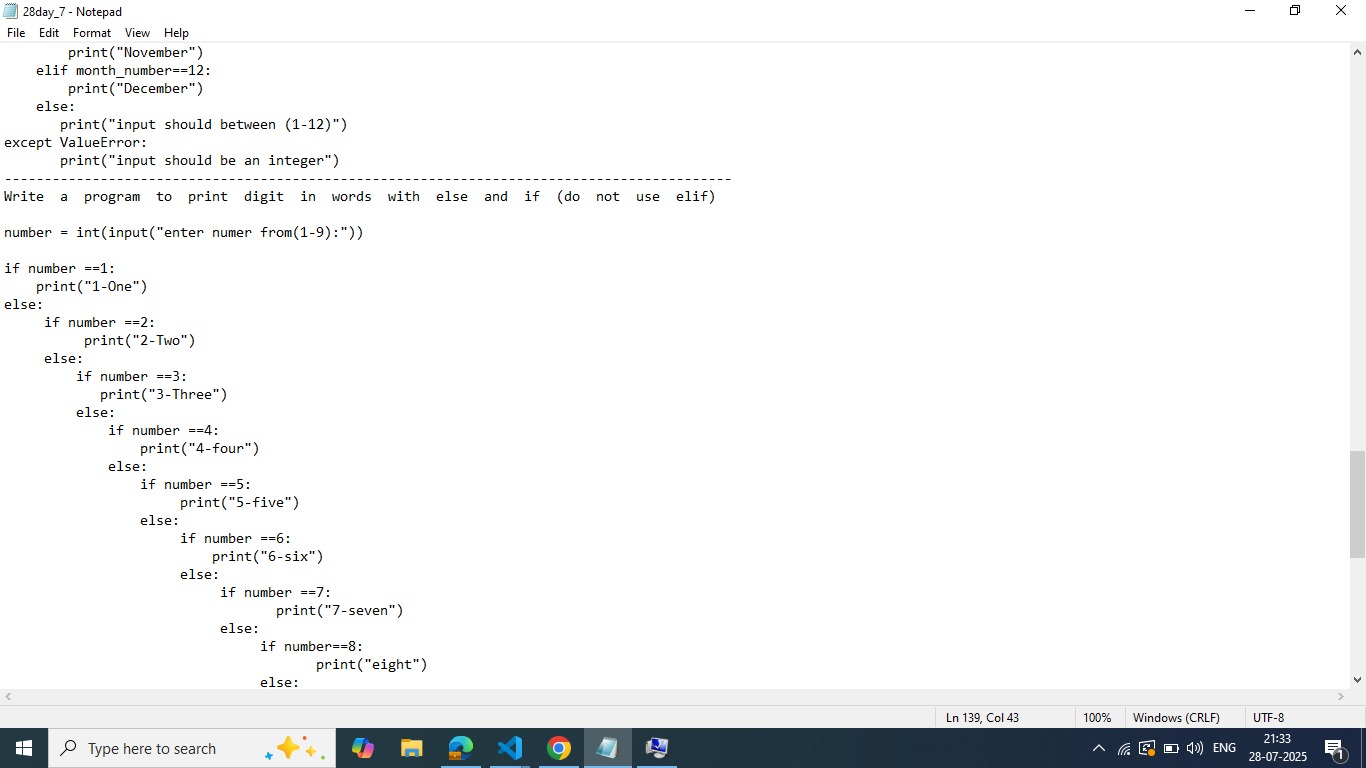 28day_7 - Notepad
File Edit Format View Help
        print("November")
    elif month_number==12:
        print("December")
    else:
       print("input should between (1-12)")
except ValueError:
       print("input should be an integer")
-------------------------------------------------------------------------------------------
Write  a  program  to  print  digit  in  words  with  else  and  if  (do  not  use  elif)
number = int(input("enter numer from(1-9):"))
if number ==1:
    print("1-One")
else:
     if number ==2:
          print("2-Two")
     else:
         if number ==3:
            print("3-Three")
         else:
             if number ==4:
                 print("4-four")
             else:
                 if number ==5:
                      print("5-five")
                 else:
                      if number ==6:
                          print("6-six")
                      else:
                           if number ==7:
                                  print("7-seven")
                           else:
                                if number==8:
                                       print("eight")
                                else:
Ln 139, Col 43 100% Windows (CRLF) UTF-8
Type here to search ENG 21:33
28-07-2025 1